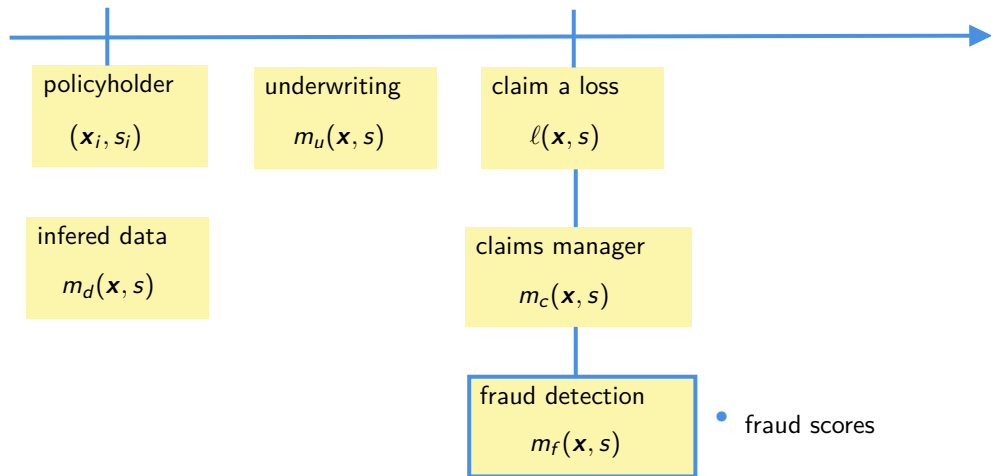 policyholder
(x_i, s_i)
underwriting
m_u(x, s)
claim a loss
ℓ(x, s)
infered data
m_d(x, s)
claims manager
m_c(x, s)
fraud detection
m_f(x, s)
• fraud scores